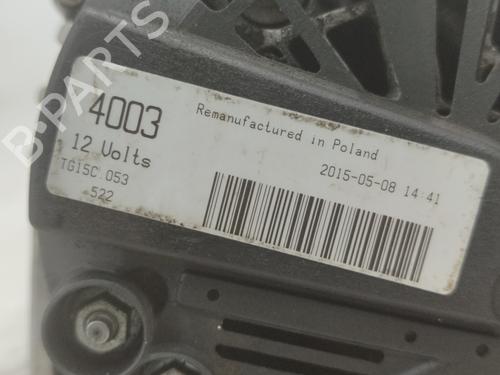 4003
12 Volts
TG15C 053
522
Remanufactured in Poland
2015-05-08 14:41
B-PARTS